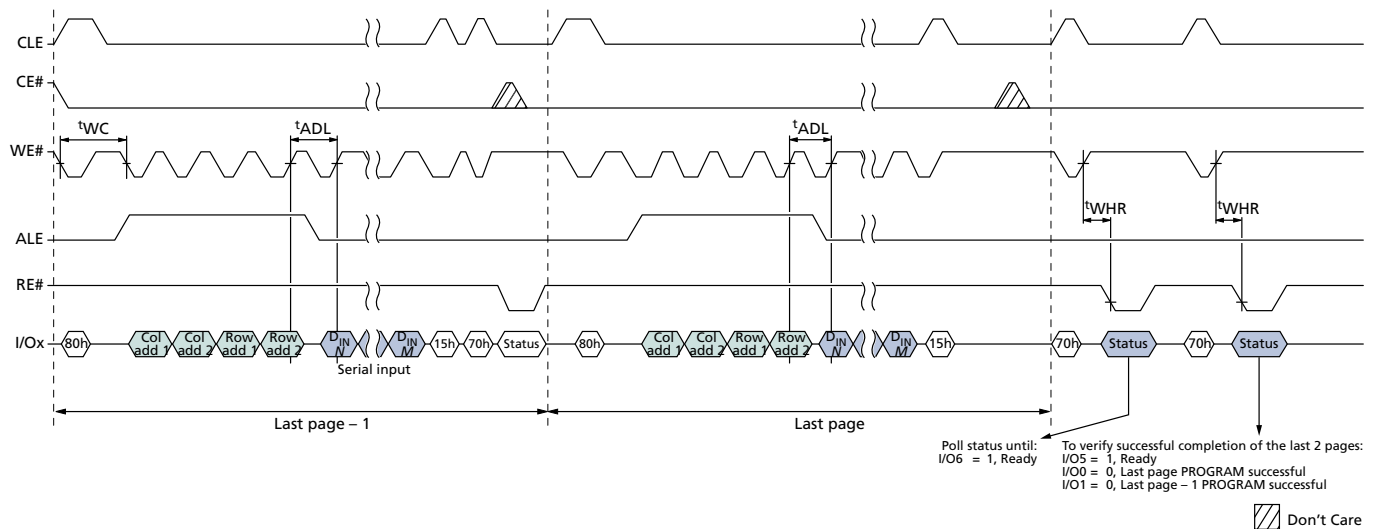 CLE
CE#
tWC
tADL
tADL
WE#
tWHR
tWHR
ALE
RE#
I/Ox
80h
Col add 1
Col add 2
Row add 1
Row add 2
DIN N
DIN M
15h
70h
Status
80h
Col add 1
Col add 2
Row add 1
Row add 2
DIN N
DIN M
15h
70h
Status
70h
Status
Serial input
Last page – 1
Last page
Poll status until:
I/O6 = 1, Ready
To verify successful completion of the last 2 pages:
I/O5 = 1, Ready
I/O0 = 0, Last page PROGRAM successful
I/O1 = 0, Last page – 1 PROGRAM successful
Don't Care